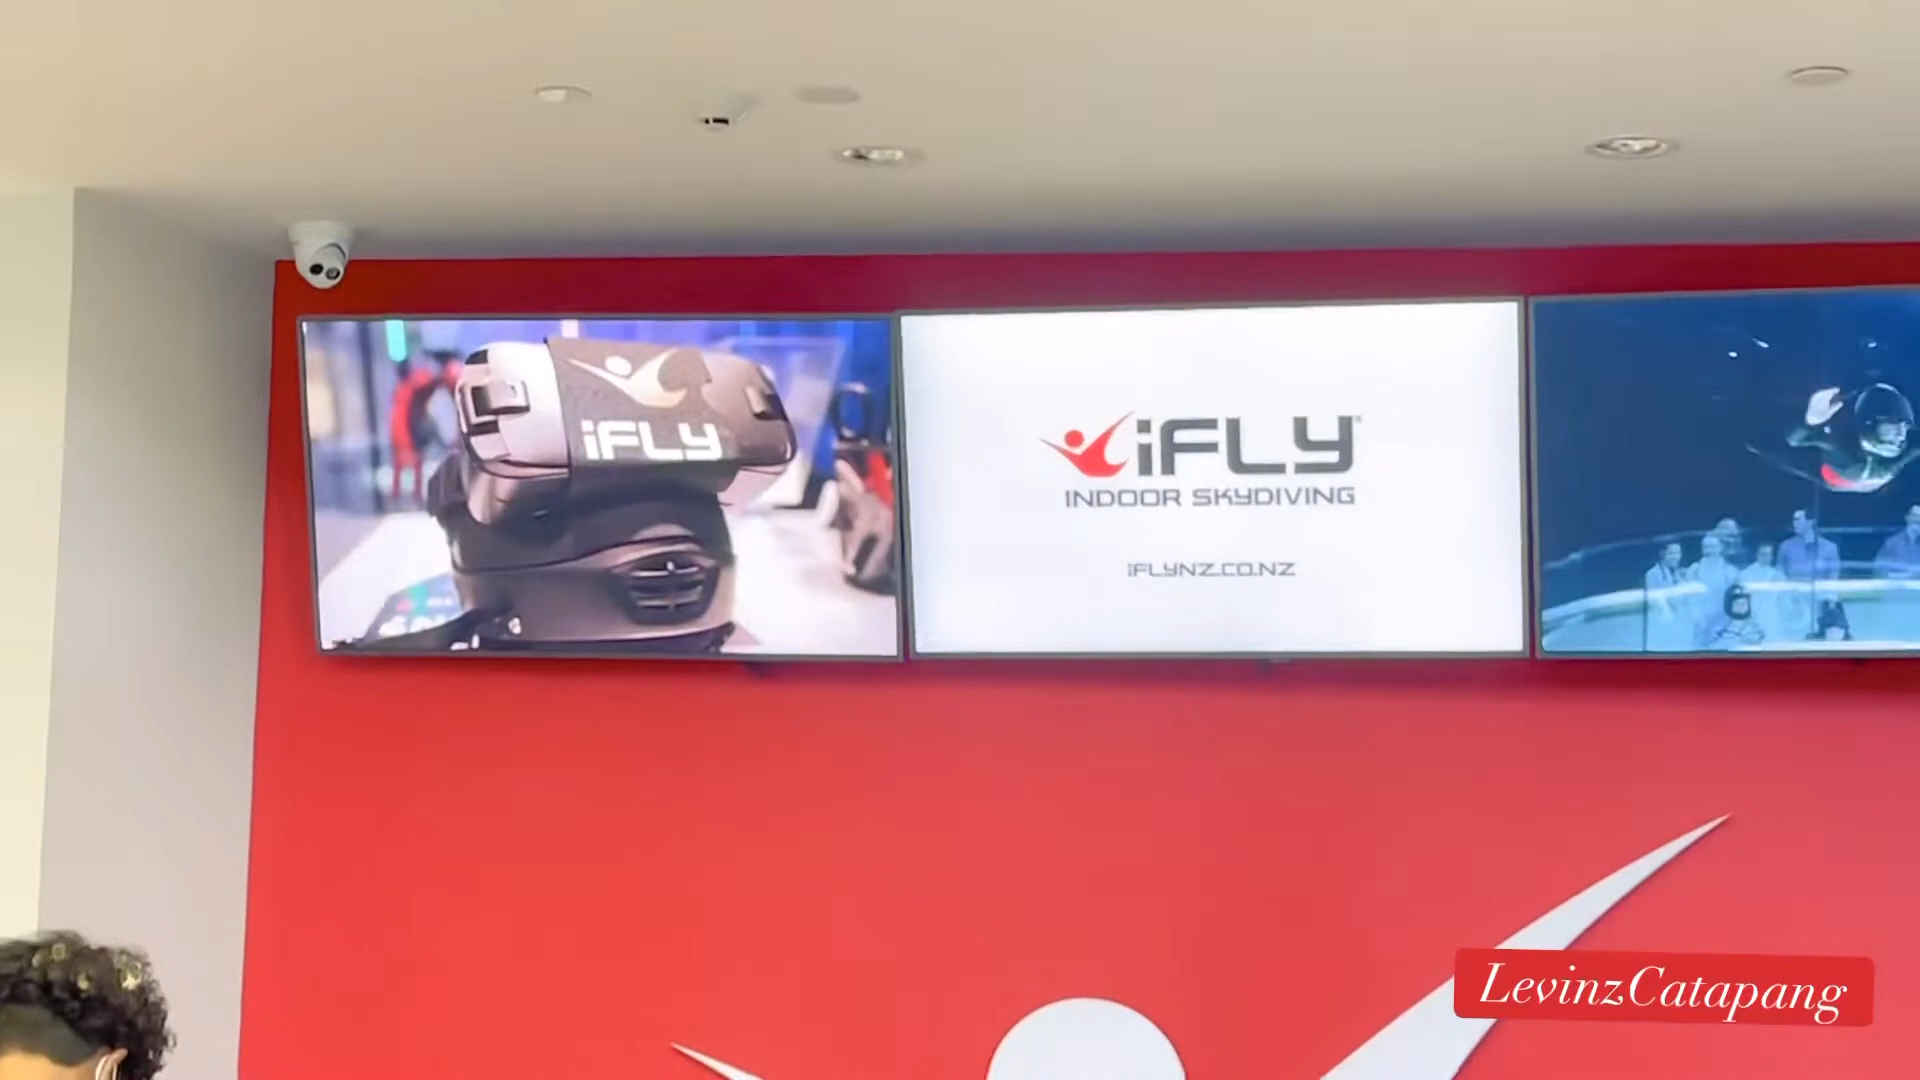 iFLY
iFLY
INDOOR SKYDIVING
iFLYNZ.CO.NZ
LevinzCatapang